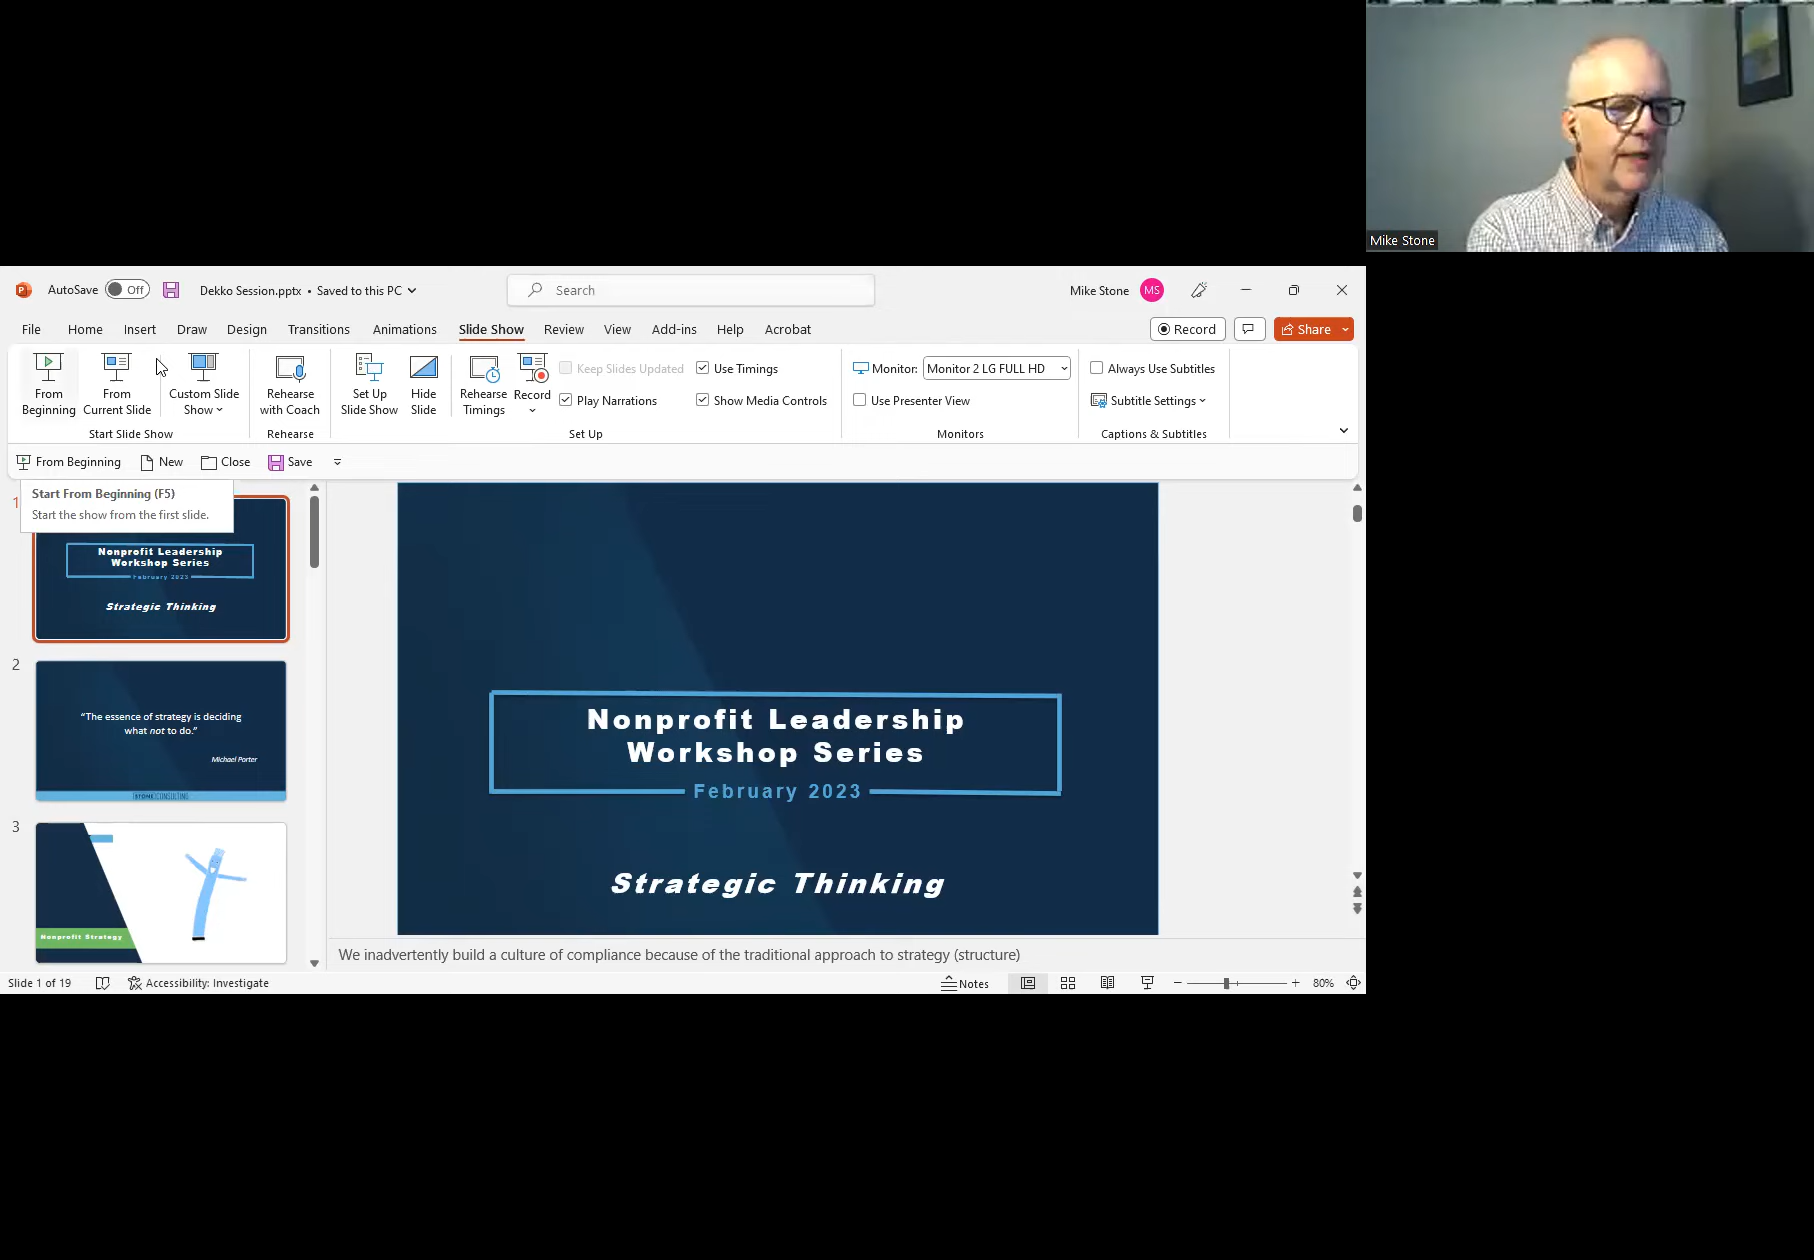 Mike Stone
AutoSave Off Dekko Session.pptx • Saved to this PC
Search
Mike Stone MS
File Home Insert Draw Design Transitions Animations Slide Show Review View Add-ins Help Acrobat
Record Share
From Beginning
From Current Slide
Custom Slide Show
Start Slide Show
Rehearse with Coach
Rehearse
Set Up Slide Show
Hide Slide
Rehearse Timings
Record
Keep Slides Updated
Use Timings
Play Narrations
Show Media Controls
Set Up
Monitor: Monitor 2 LG FULL HD
Use Presenter View
Monitors
Always Use Subtitles
Subtitle Settings
Captions & Subtitles
From Beginning New Close Save
Start From Beginning (F5)
Start the show from the first slide.
1
Nonprofit Leadership
Workshop Series
February 2023
Strategic Thinking
2
“The essence of strategy is deciding
what not to do.”
Michael Porter
STONE CONSULTING
3
Nonprofit Strategy
Nonprofit Leadership
Workshop Series
February 2023
Strategic Thinking
We inadvertently build a culture of compliance because of the traditional approach to strategy (structure)
Slide 1 of 19 Accessibility: Investigate Notes 80%